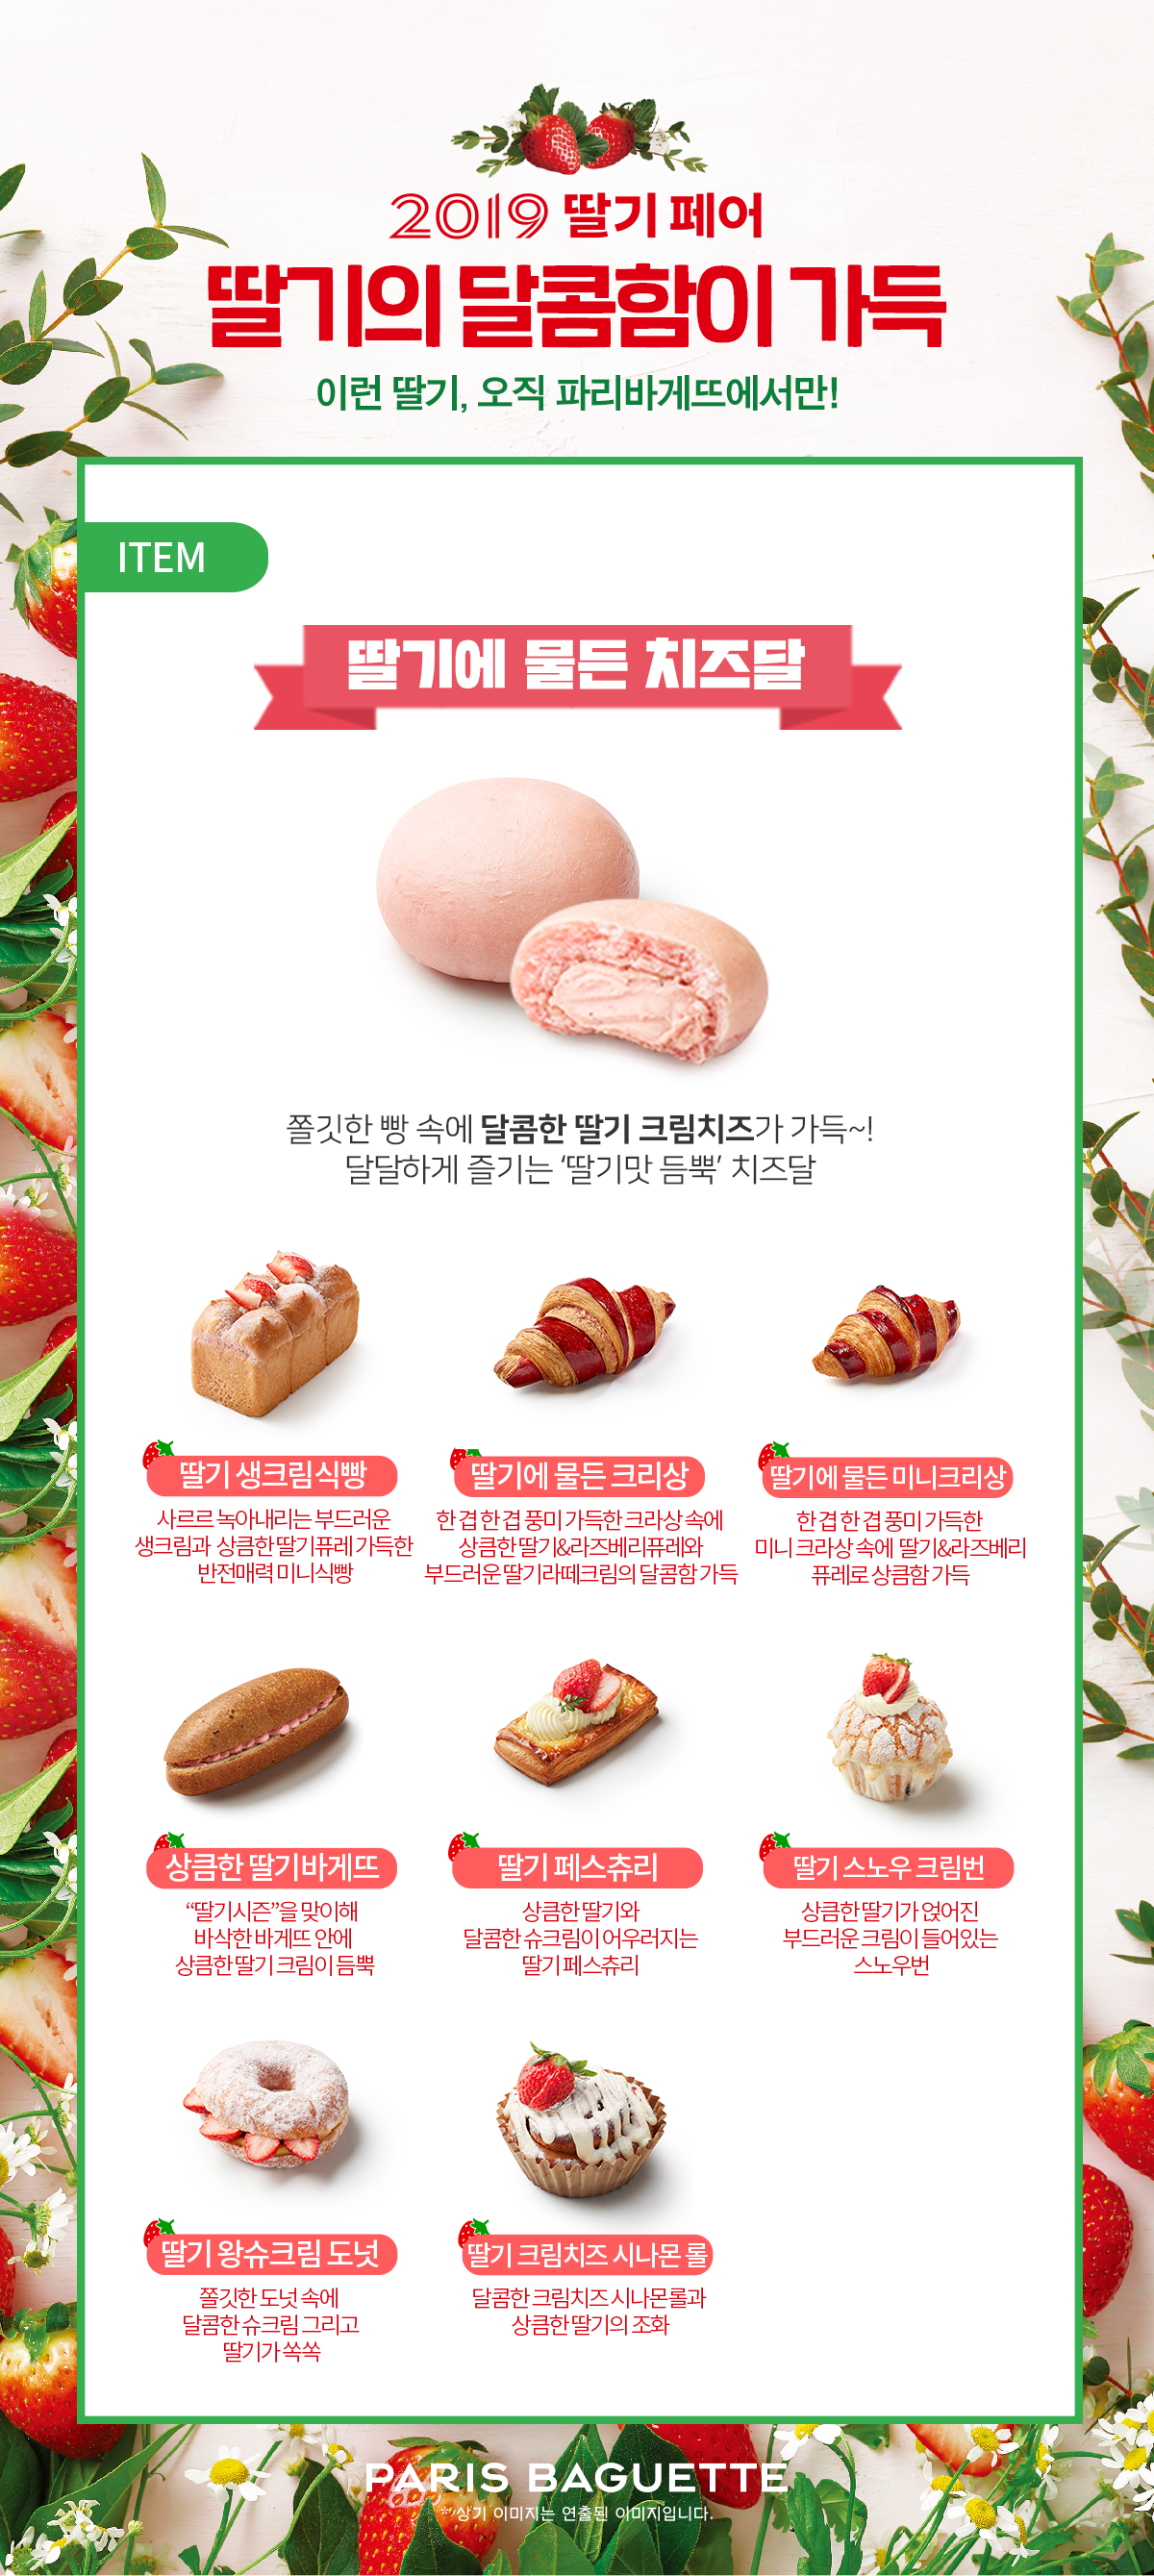 2019 딸기 페어
딸기의 달콤함이 가득
이런 딸기, 오직 파리바게뜨에서만!
ITEM
딸기에 물든 치즈달
쫄깃한 빵 속에 달콤한 딸기 크림치즈가 가득~!
달달하게 즐기는 '딸기맛 듬뿍' 치즈달
딸기 생크림식빵
사르르 녹아내리는 부드러운
생크림과 상큼한 딸기퓨레 가득한
반전매력 미니식빵
딸기에 물든 크리상
한 겹 한 겹 풍미 가득한 크라상 속에
상큼한 딸기&라즈베리퓨레와
부드러운 딸기라떼크림의 달콤함 가득
딸기에 물든 미니크리상
한 겹 한 겹 풍미 가득한
미니 크라상 속에 딸기&라즈베리
퓨레로 상큼함 가득
상큼한 딸기바게뜨
“딸기시즌”을 맞이해
바삭한 바게뜨 안에
상큼한 딸기 크림이 듬뿍
딸기 페스츄리
상큼한 딸기와
달콤한 슈크림이 어우러지는
딸기 페스츄리
딸기 스노우 크림번
상큼한 딸기가 얹어진
부드러운 크림이 들어있는
스노우번
딸기 왕슈크림 도넛
쫄깃한 도넛 속에
달콤한 슈크림 그리고
딸기가 쏙쏙
딸기 크림치즈 시나몬 롤
달콤한 크림치즈 시나몬롤과
상큼한 딸기의 조화
PARIS BAGUETTE
* 상기 이미지는 연출된 이미지입니다.